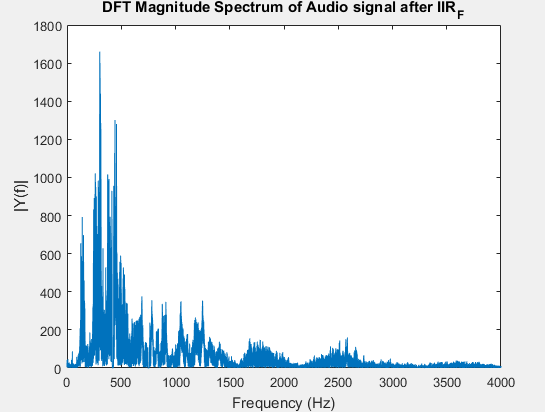 DFT Magnitude Spectrum of Audio signal after IIR_F
1800
1600
1400
1200
1000
800
600
400
200
0
|Y(f)|
0 500 1000 1500 2000 2500 3000 3500 4000
Frequency (Hz)